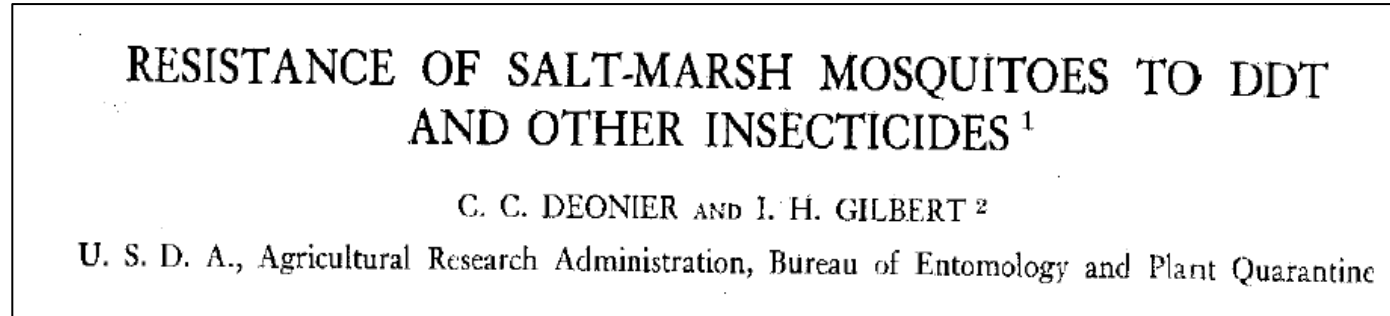 RESISTANCE OF SALT-MARSH MOSQUITOES TO DDT
AND OTHER INSECTICIDES 1
C. C. DEONIER AND I. H. GILBERT 2
U. S. D. A., Agricultural Research Administration, Bureau of Entomology and Plant Quarantine